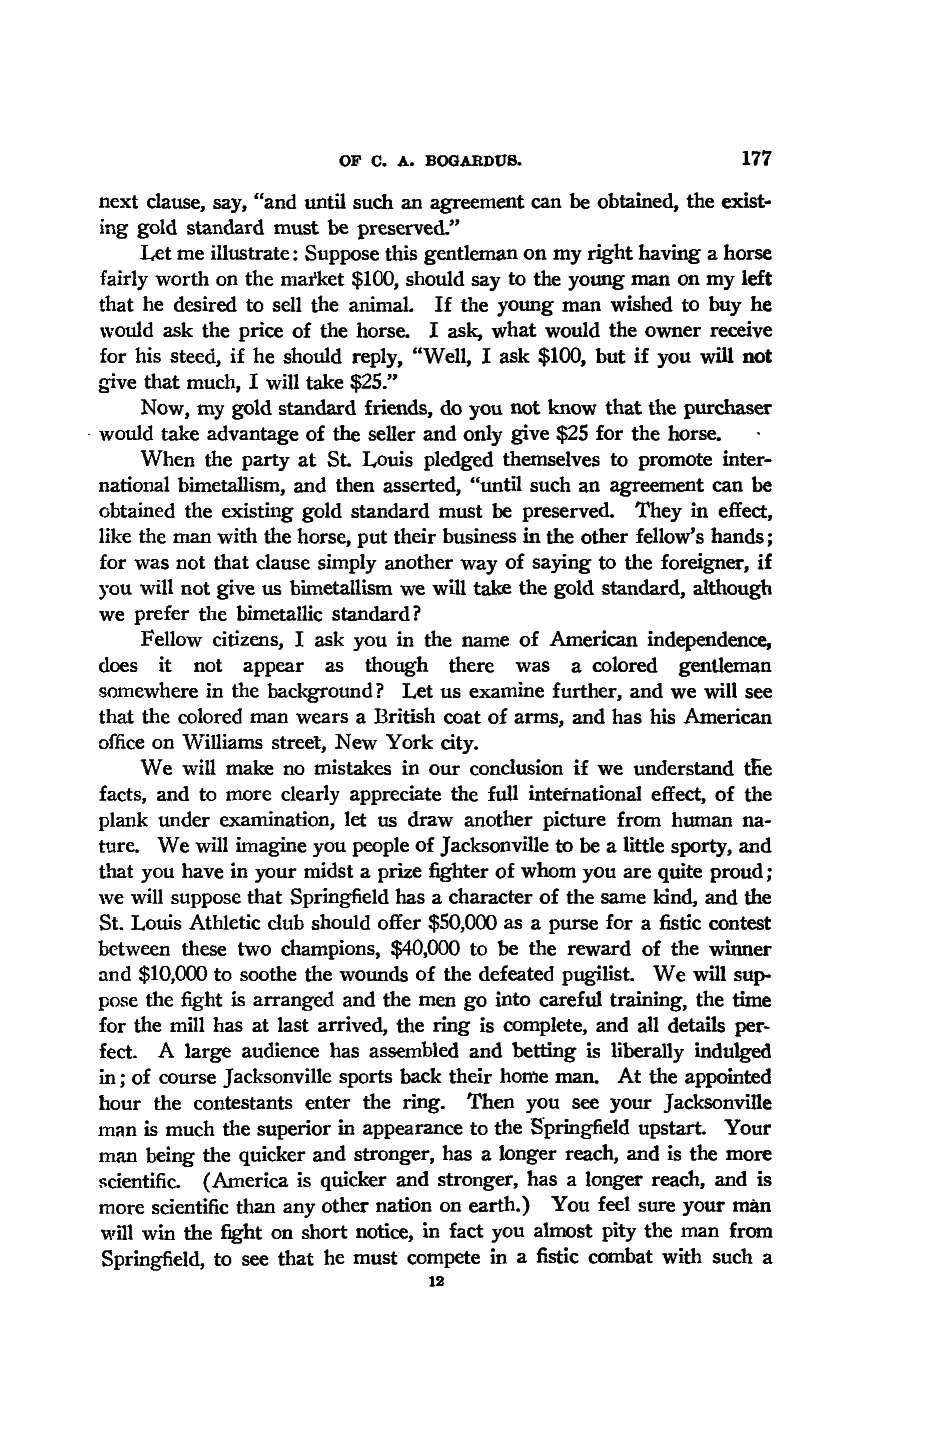 OF C. A. BOGARDUS. 177
next clause, say, “and until such an agreement can be obtained, the exist-
ing gold standard must be preserved.”
Let me illustrate: Suppose this gentleman on my right having a horse
fairly worth on the market $100, should say to the young man on my left
that he desired to sell the animal. If the young man wished to buy he
would ask the price of the horse. I ask, what would the owner receive
for his steed, if he should reply, “Well, I ask $100, but if you will not
give that much, I will take $25.”
Now, my gold standard friends, do you not know that the purchaser
would take advantage of the seller and only give $25 for the horse.
When the party at St. Louis pledged themselves to promote inter-
national bimetallism, and then asserted, “until such an agreement can be
obtained the existing gold standard must be preserved. They in effect,
like the man with the horse, put their business in the other fellow’s hands;
for was not that clause simply another way of saying to the foreigner, if
you will not give us bimetallism we will take the gold standard, although
we prefer the bimetallic standard?
Fellow citizens, I ask you in the name of American independence,
does it not appear as though there was a colored gentleman
somewhere in the background? Let us examine further, and we will see
that the colored man wears a British coat of arms, and has his American
office on Williams street, New York city.
We will make no mistakes in our conclusion if we understand the
facts, and to more clearly appreciate the full international effect, of the
plank under examination, let us draw another picture from human na-
ture. We will imagine you people of Jacksonville to be a little sporty, and
that you have in your midst a prize fighter of whom you are quite proud;
we will suppose that Springfield has a character of the same kind, and the
St. Louis Athletic club should offer $50,000 as a purse for a fistic contest
between these two champions, $40,000 to be the reward of the winner
and $10,000 to soothe the wounds of the defeated pugilist. We will sup-
pose the fight is arranged and the men go into careful training, the time
for the mill has at last arrived, the ring is complete, and all details per-
fect. A large audience has assembled and betting is liberally indulged
in; of course Jacksonville sports back their home man. At the appointed
hour the contestants enter the ring. Then you see your Jacksonville
man is much the superior in appearance to the Springfield upstart. Your
man being the quicker and stronger, has a longer reach, and is the more
scientific. (America is quicker and stronger, has a longer reach, and is
more scientific than any other nation on earth.) You feel sure your man
will win the fight on short notice, in fact you almost pity the man from
Springfield, to see that he must compete in a fistic combat with such a
12